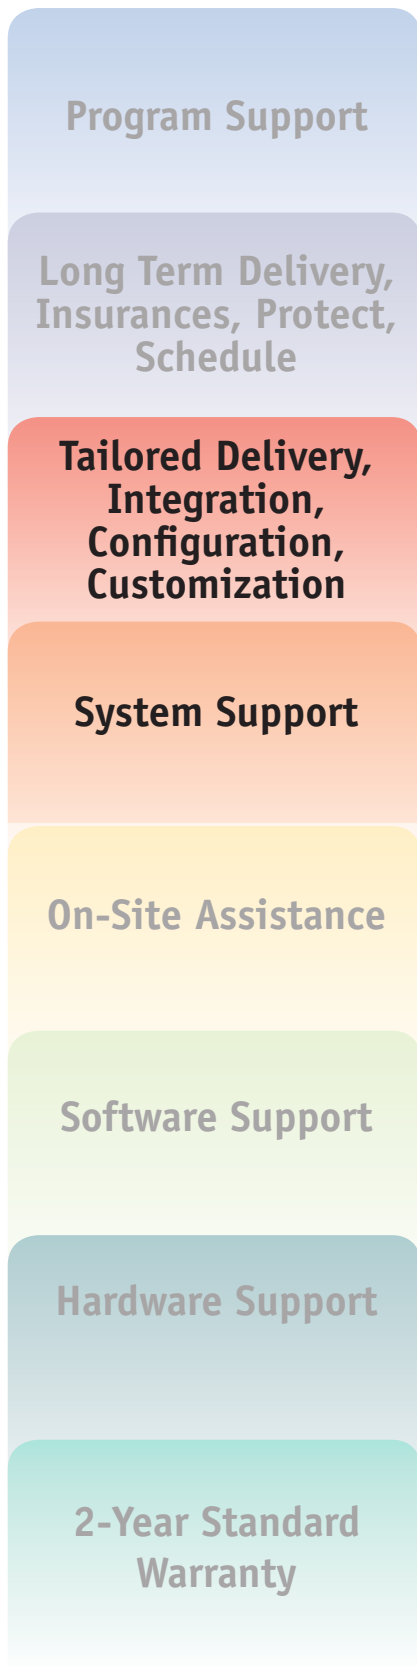 Program Support
Long Term Delivery,
Insurances, Protect,
Schedule
Tailored Delivery,
Integration,
Configuration,
Customization
System Support
On-Site Assistance
Software Support
Hardware Support
2-Year Standard
Warranty